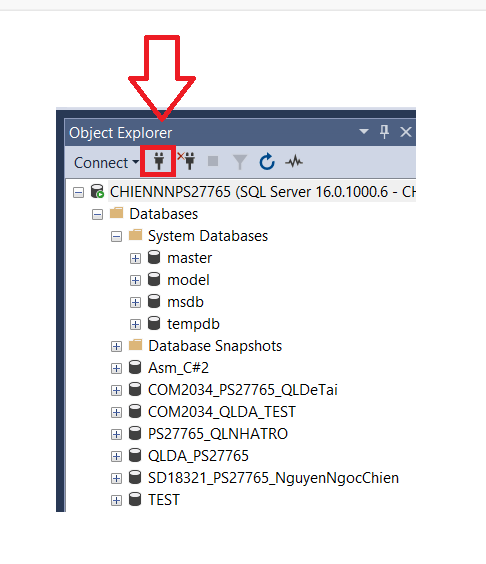 Object Explorer
Connect
CHIENNNPS27765 (SQL Server 16.0.1000.6 - CH
Databases
System Databases
master
model
msdb
tempdb
Database Snapshots
Asm_C#2
COM2034_PS27765_QLDeTai
COM2034_QLDA_TEST
PS27765_QLNHATRO
QLDA_PS27765
SD18321_PS27765_NguyenNgocChien
TEST